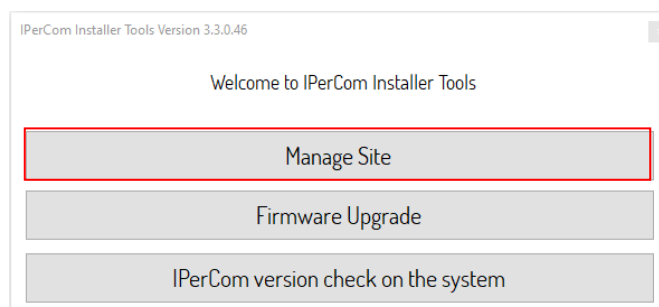 IPerCom Installer Tools Version 3.3.0.46
Welcome to IPerCom Installer Tools
Manage Site
Firmware Upgrade
IPerCom version check on the system